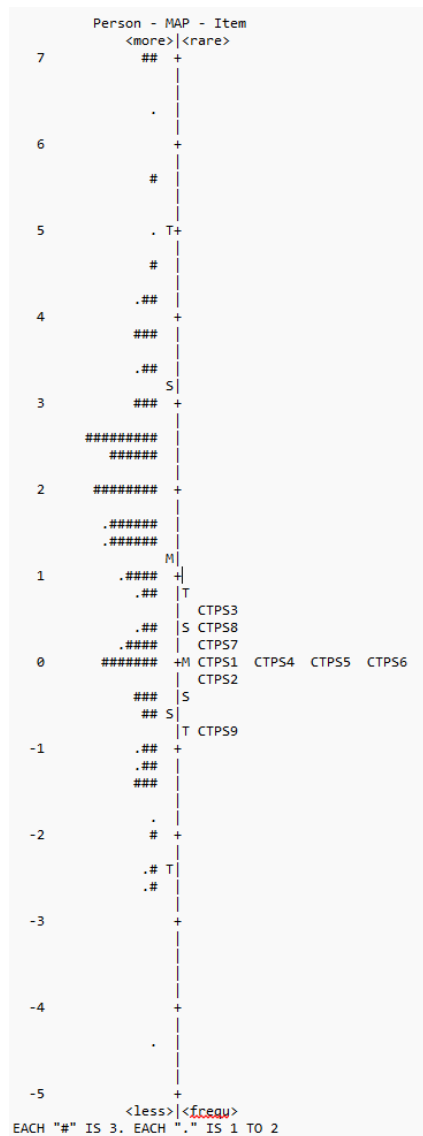 Person - MAP - Item
<more>|<rare>
7 ## +
|
|
. |
|
6 +
|
# |
|
|
5 . T+
|
# |
|
.## |
4 +
### |
|
.## |
S|
3 ### +
|
######### |
###### |
|
2 ######## +
|
.###### |
.###### |
M|
1 .#### +|
.## |T
| CTPS3
.## |S CTPS8
.#### | CTPS7
0 ####### +M CTPS1 CTPS4 CTPS5 CTPS6
| CTPS2
### |S
## S|
|T CTPS9
-1 .## +
.## |
### |
|
. |
-2 # +
|
.# T|
.# |
|
-3 +
|
|
|
|
-4 +
|
. |
|
|
-5 +
<less>|<frequ>
EACH "#" IS 3. EACH "." IS 1 TO 2